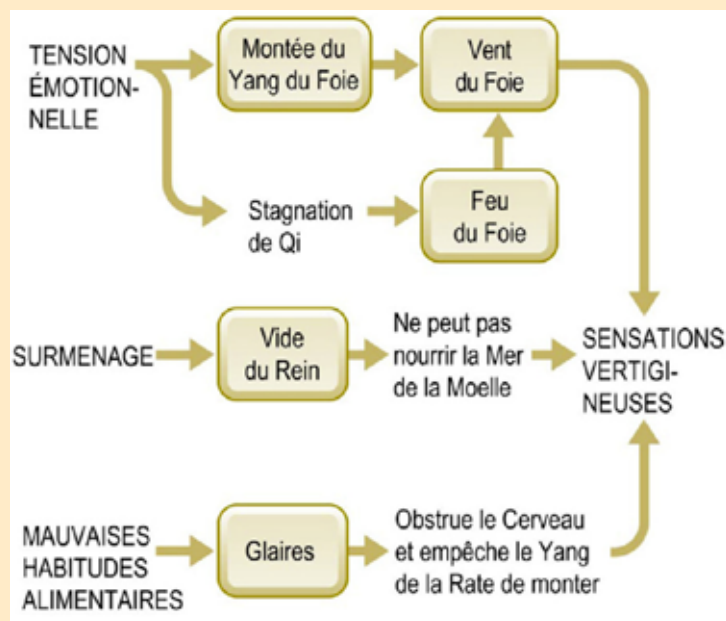 TENSION
ÉMOTION-
NELLE
Montée du
Yang du Foie
Vent
du Foie
Stagnation
de Qi
Feu
du Foie
SURMENAGE
Vide
du Rein
Ne peut pas
nourrir la Mer
de la Moelle
SENSATIONS
VERTIGI-
NEUSES
MAUVAISES
HABITUDES
ALIMENTAIRES
Glaires
Obstrue le Cerveau
et empêche le Yang
de la Rate de monter